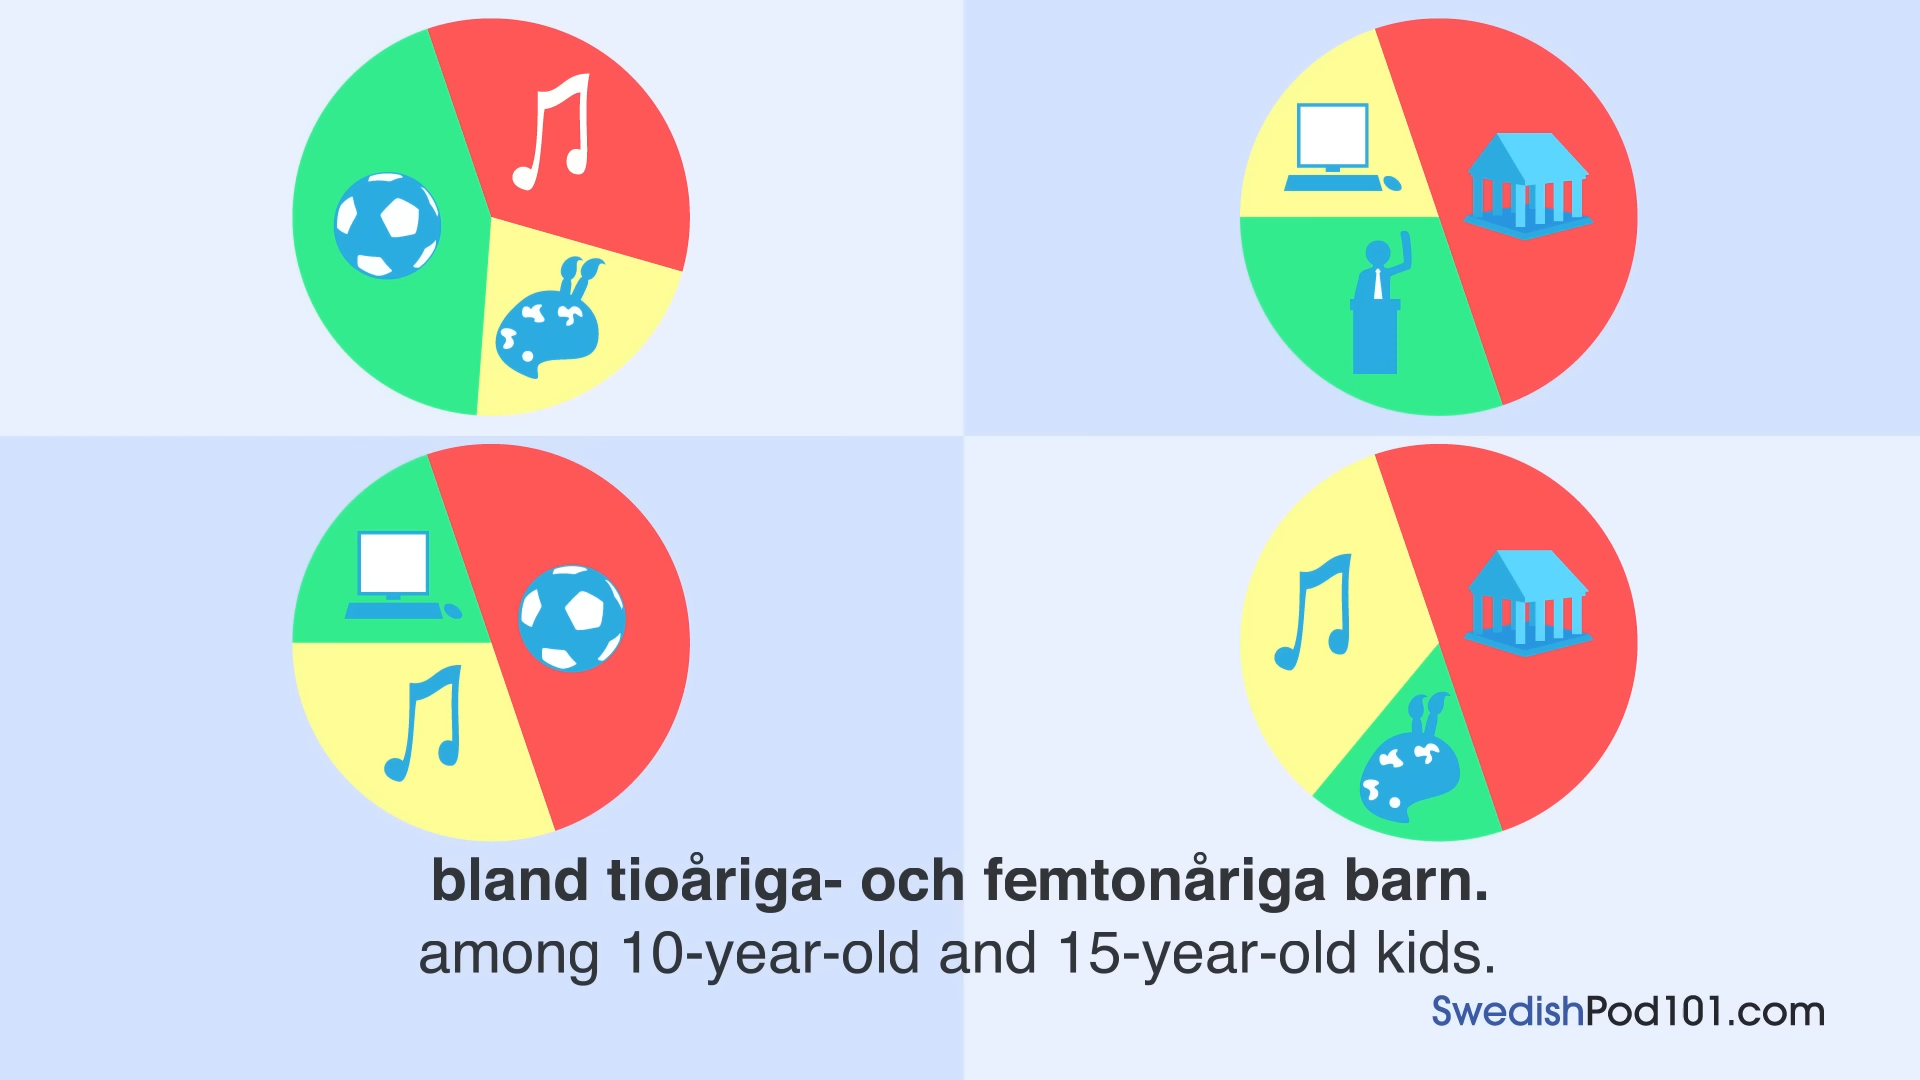 bland tioåriga- och femtonåriga barn.
among 10-year-old and 15-year-old kids.
SwedishPod101.com